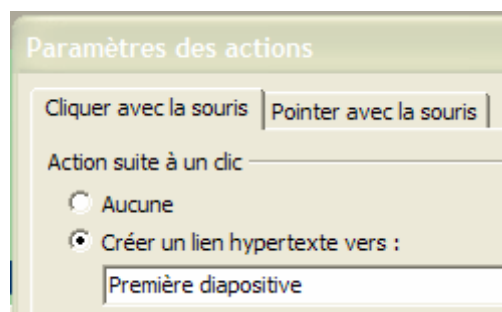 Paramètres des actions
Cliquer avec la souris Pointer avec la souris
Action suite à un clic
Aucune
Créer un lien hypertexte vers :
Première diapositive